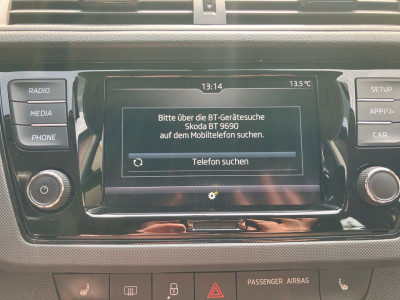 13:14
13.5°C
RADIO
MEDIA
PHONE
Bitte über die BT-Gerätesuche
Skoda BT 9690
auf dem Mobiltelefon suchen.
Telefon suchen
SETUP
APP
CAR
PASSENGER AIRBAG